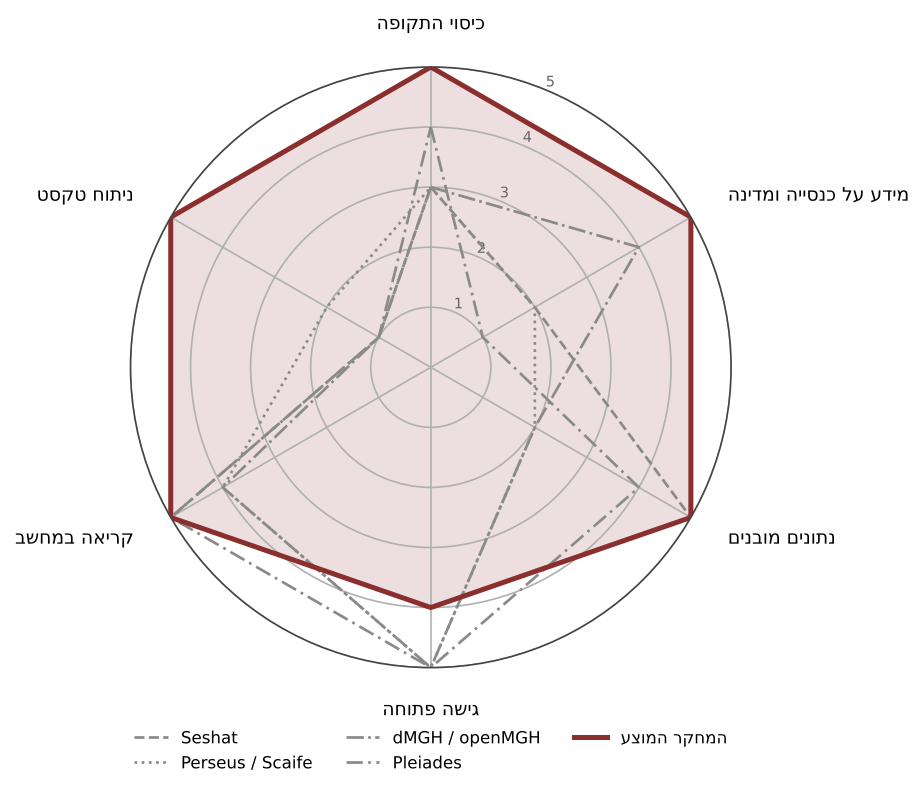 כיסוי התקופה
5
4
ניתוח טקסט
3
מידע על כנסייה ומדינה
2
1
קריאה במחשב
נתונים מובנים
גישה פתוחה
Seshat
dMGH / openMGH
המחקר המוצע
Perseus / Scaife
Pleiades